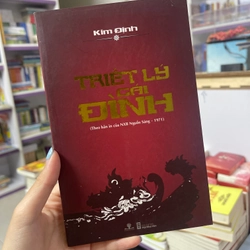 Kim Định
TRIẾT LÝ
CÁI
ĐÌNH
(Theo bản in của NXB Nguồn Sáng - 1971)